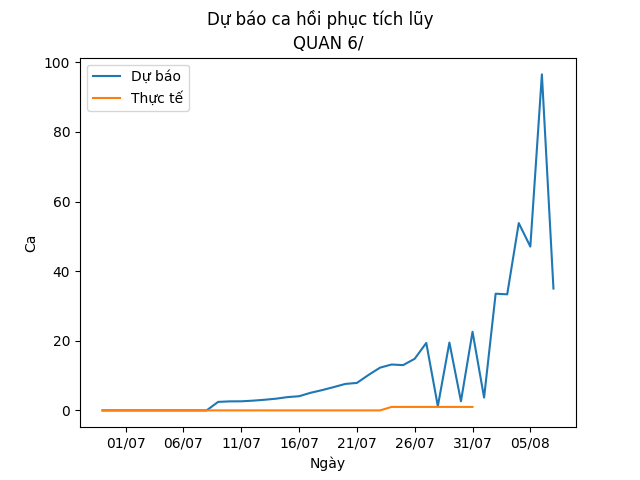 Dự báo ca hồi phục tích lũy
QUAN 6/
Dự báo
Thực tế
100
80
60
40
20
0
Ca
01/07 06/07 11/07 16/07 21/07 26/07 31/07 05/08
Ngày